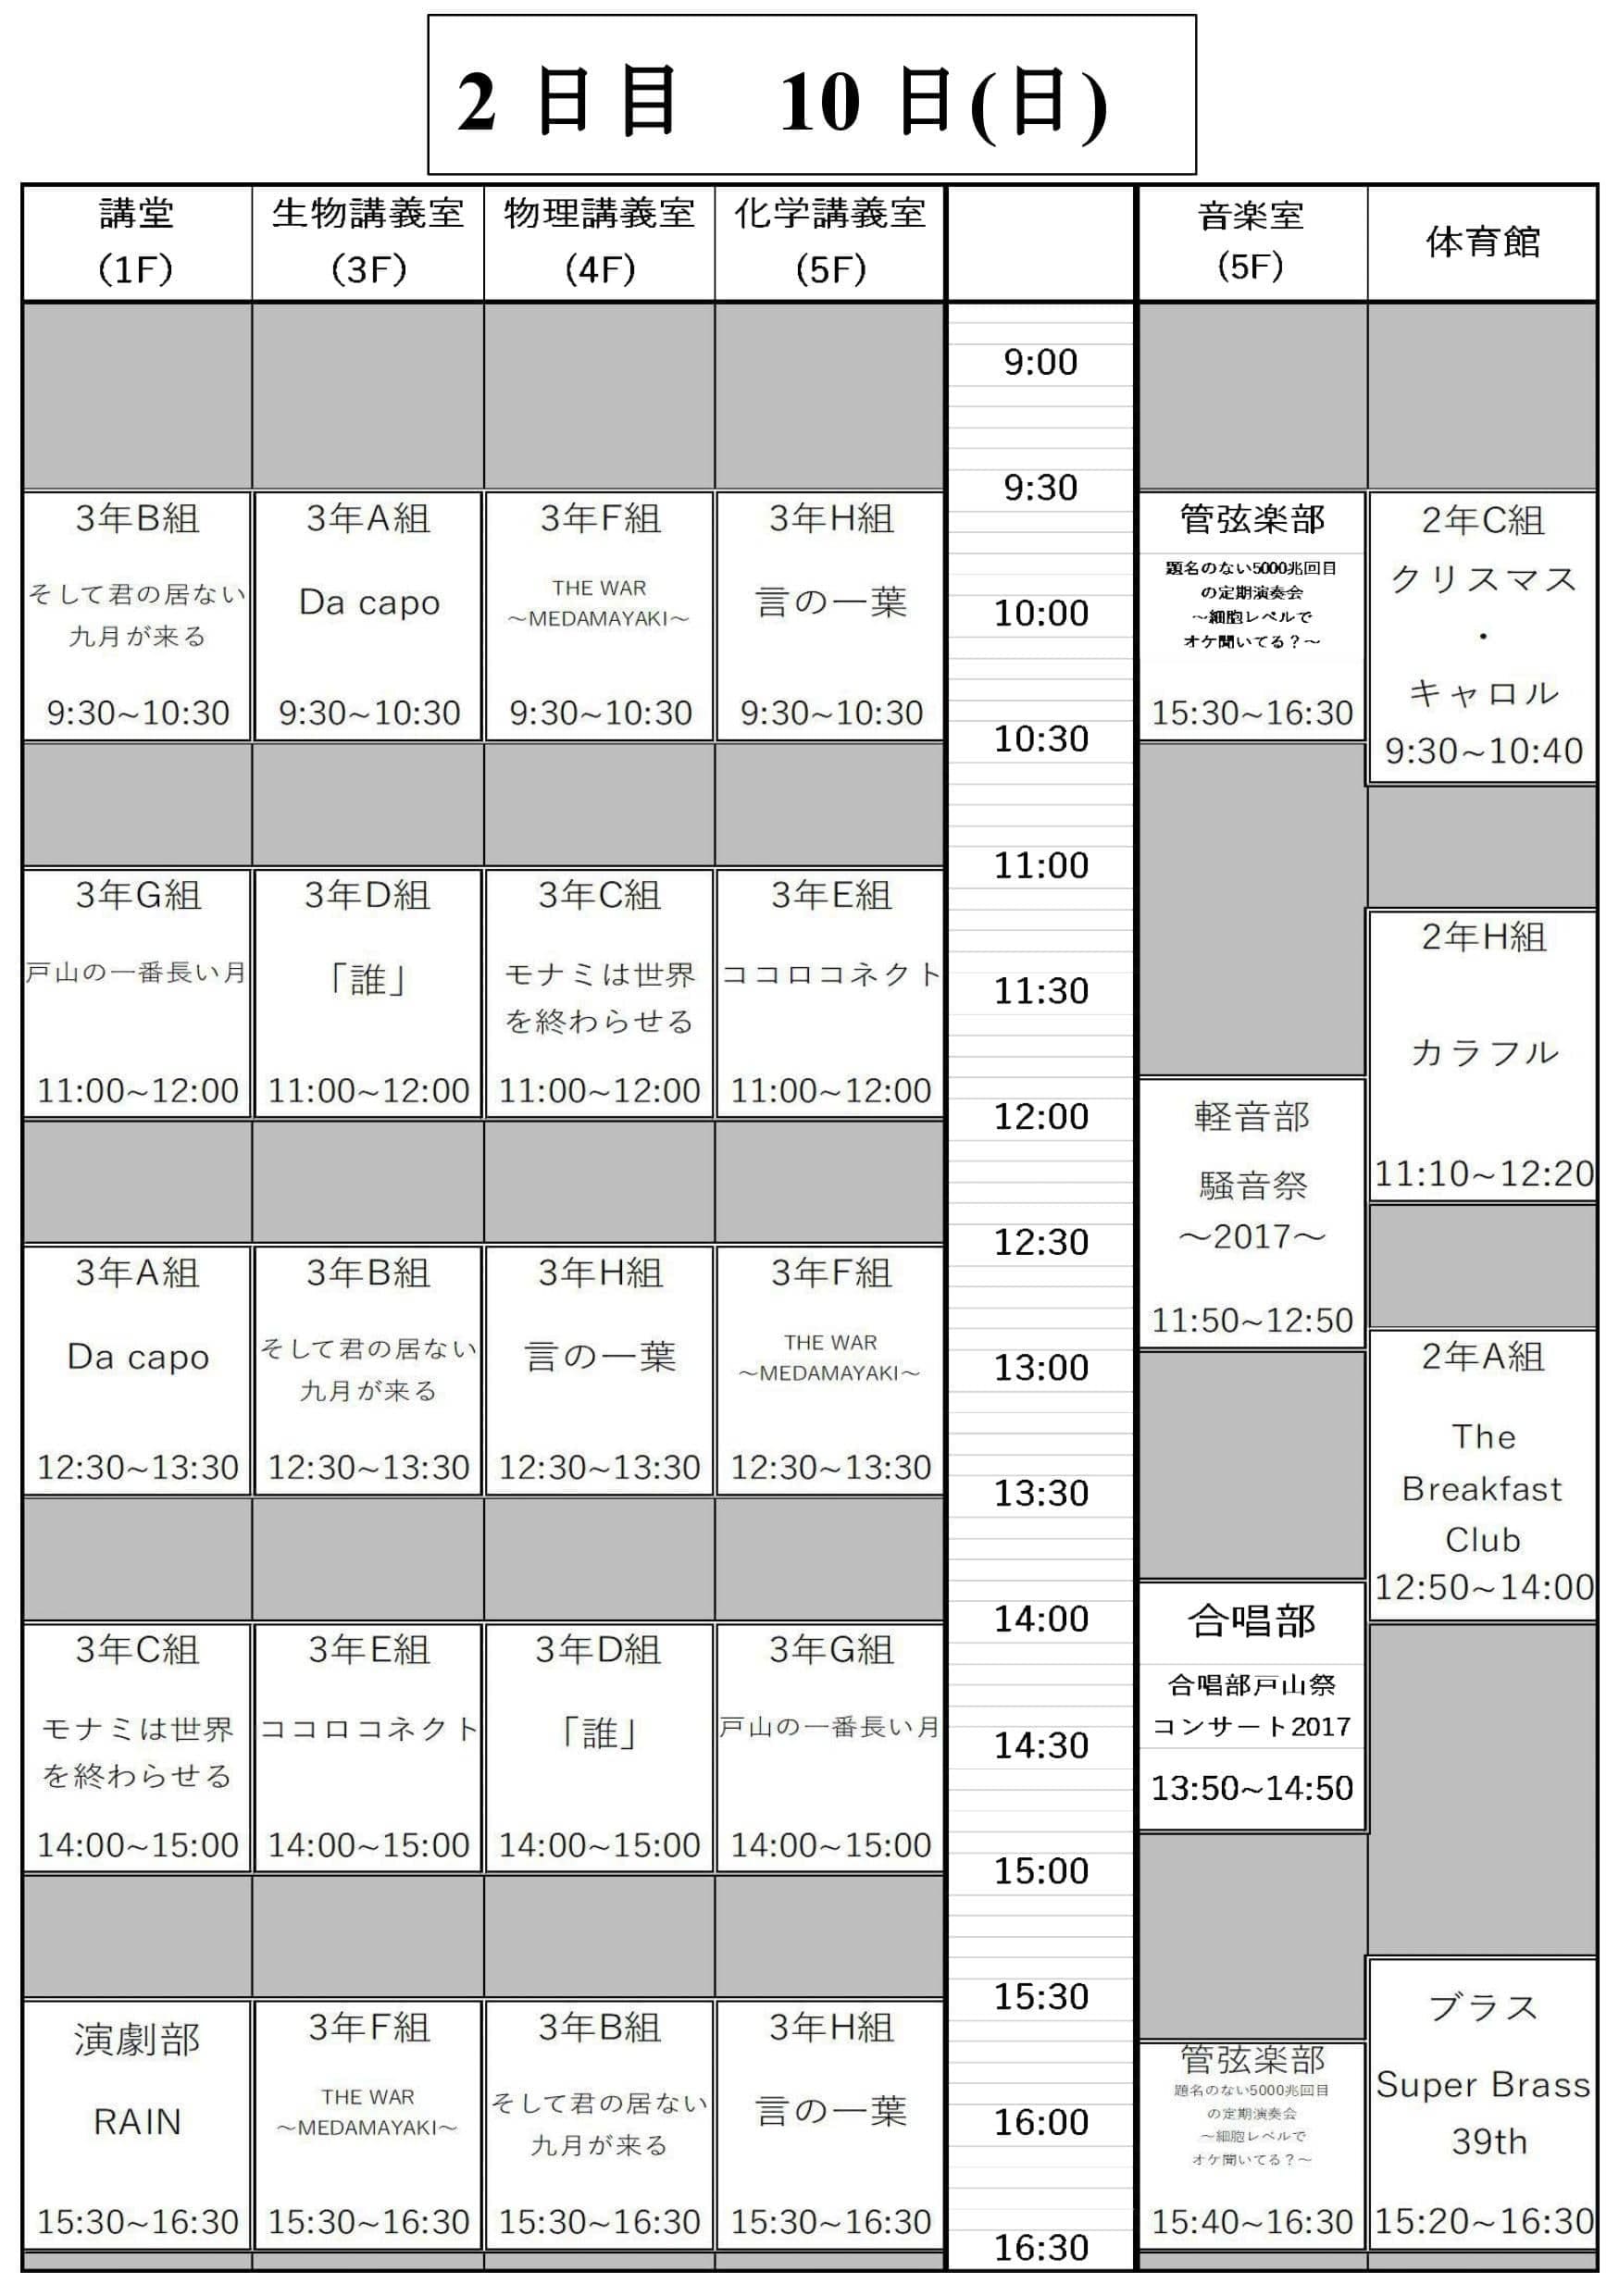 2日目　10日(日)
講堂
(1F)
生物講義室
(3F)
物理講義室
(4F)
化学講義室
(5F)
音楽室
(5F)
体育館
9:00
9:30
10:00
10:30
11:00
11:30
12:00
12:30
13:00
13:30
14:00
14:30
15:00
15:30
16:00
16:30
3年B組
そして君の居ない
九月が来る
9:30~10:30
3年A組
Da capo
9:30~10:30
3年F組
THE WAR
～MEDAMAYAKI～
9:30~10:30
3年H組
言の一葉
9:30~10:30
管弦楽部
題名のない5000兆回目
の定期演奏会
～細胞レベルで
オケ聞いてる？～
15:30~16:30
2年C組
クリスマス
・
キャロル
9:30~10:40
3年G組
戸山の一番長い月
11:00~12:00
3年D組
「誰」
11:00~12:00
3年C組
モナミは世界
を終わらせる
11:00~12:00
3年E組
ココロコネクト
11:00~12:00
軽音部
騒音祭
～2017～
11:50~12:50
2年H組
カラフル
11:10~12:20
3年A組
Da capo
12:30~13:30
3年B組
そして君の居ない
九月が来る
12:30~13:30
3年H組
言の一葉
12:30~13:30
3年F組
THE WAR
～MEDAMAYAKI～
12:30~13:30
2年A組
The
Breakfast
Club
12:50~14:00
3年C組
モナミは世界
を終わらせる
14:00~15:00
3年E組
ココロコネクト
14:00~15:00
3年D組
「誰」
14:00~15:00
3年G組
戸山の一番長い月
14:00~15:00
合唱部
合唱部戸山祭
コンサート2017
13:50~14:50
演劇部
RAIN
15:30~16:30
3年F組
THE WAR
～MEDAMAYAKI～
15:30~16:30
3年B組
そして君の居ない
九月が来る
15:30~16:30
3年H組
言の一葉
15:30~16:30
管弦楽部
題名のない5000兆回目
の定期演奏会
～細胞レベルで
オケ聞いてる？～
15:40~16:30
ブラス
Super Brass
39th
15:20~16:30